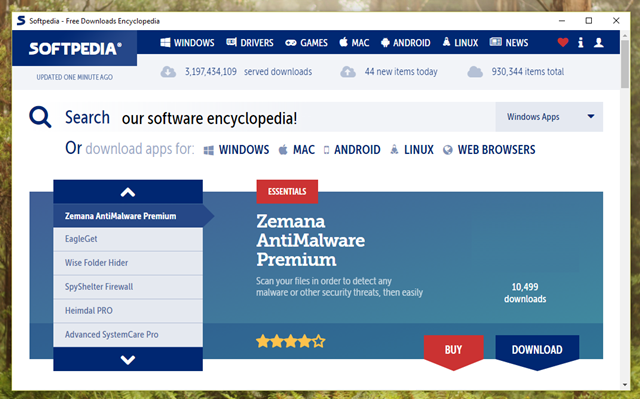 Softpedia - Free Downloads Encyclopedia
SOFTPEDIA®
WINDOWS DRIVERS GAMES MAC ANDROID LINUX NEWS
UPDATED ONE MINUTE AGO
3,197,434,109 served downloads 44 new items today 930,344 items total
Search our software encyclopedia! Windows Apps
Or download apps for: WINDOWS MAC ANDROID LINUX WEB BROWSERS
Zemana AntiMalware Premium
EagleGet
Wise Folder Hider
SpyShelter Firewall
Heimdal PRO
Advanced SystemCare Pro
ESSENTIALS
Zemana
AntiMalware
Premium
Scan your files in order to detect any
malware or other security threats, then easily
10,499
downloads
BUY DOWNLOAD